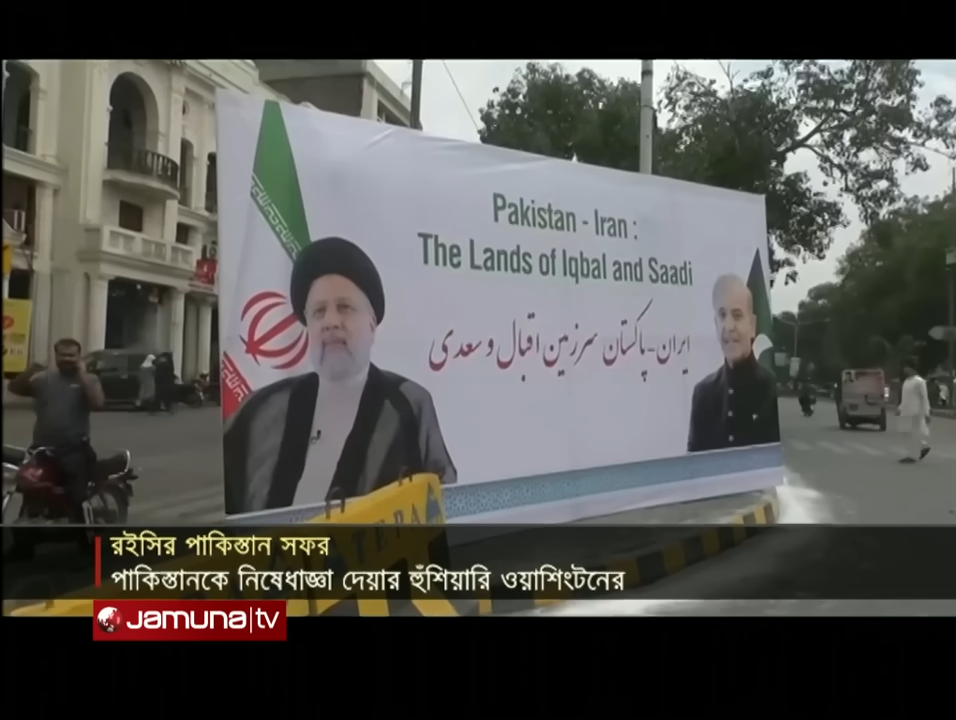 Pakistan - Iran :
The Lands of Iqbal and Saadi
ایران-پاکستان سرزمین اقبال و سعدی
রইসির পাকিস্তান সফর
পাকিস্তানকে নিষেধাজ্ঞা দেয়ার হুঁশিয়ারি ওয়াশিংটনের
Jamuna|tv